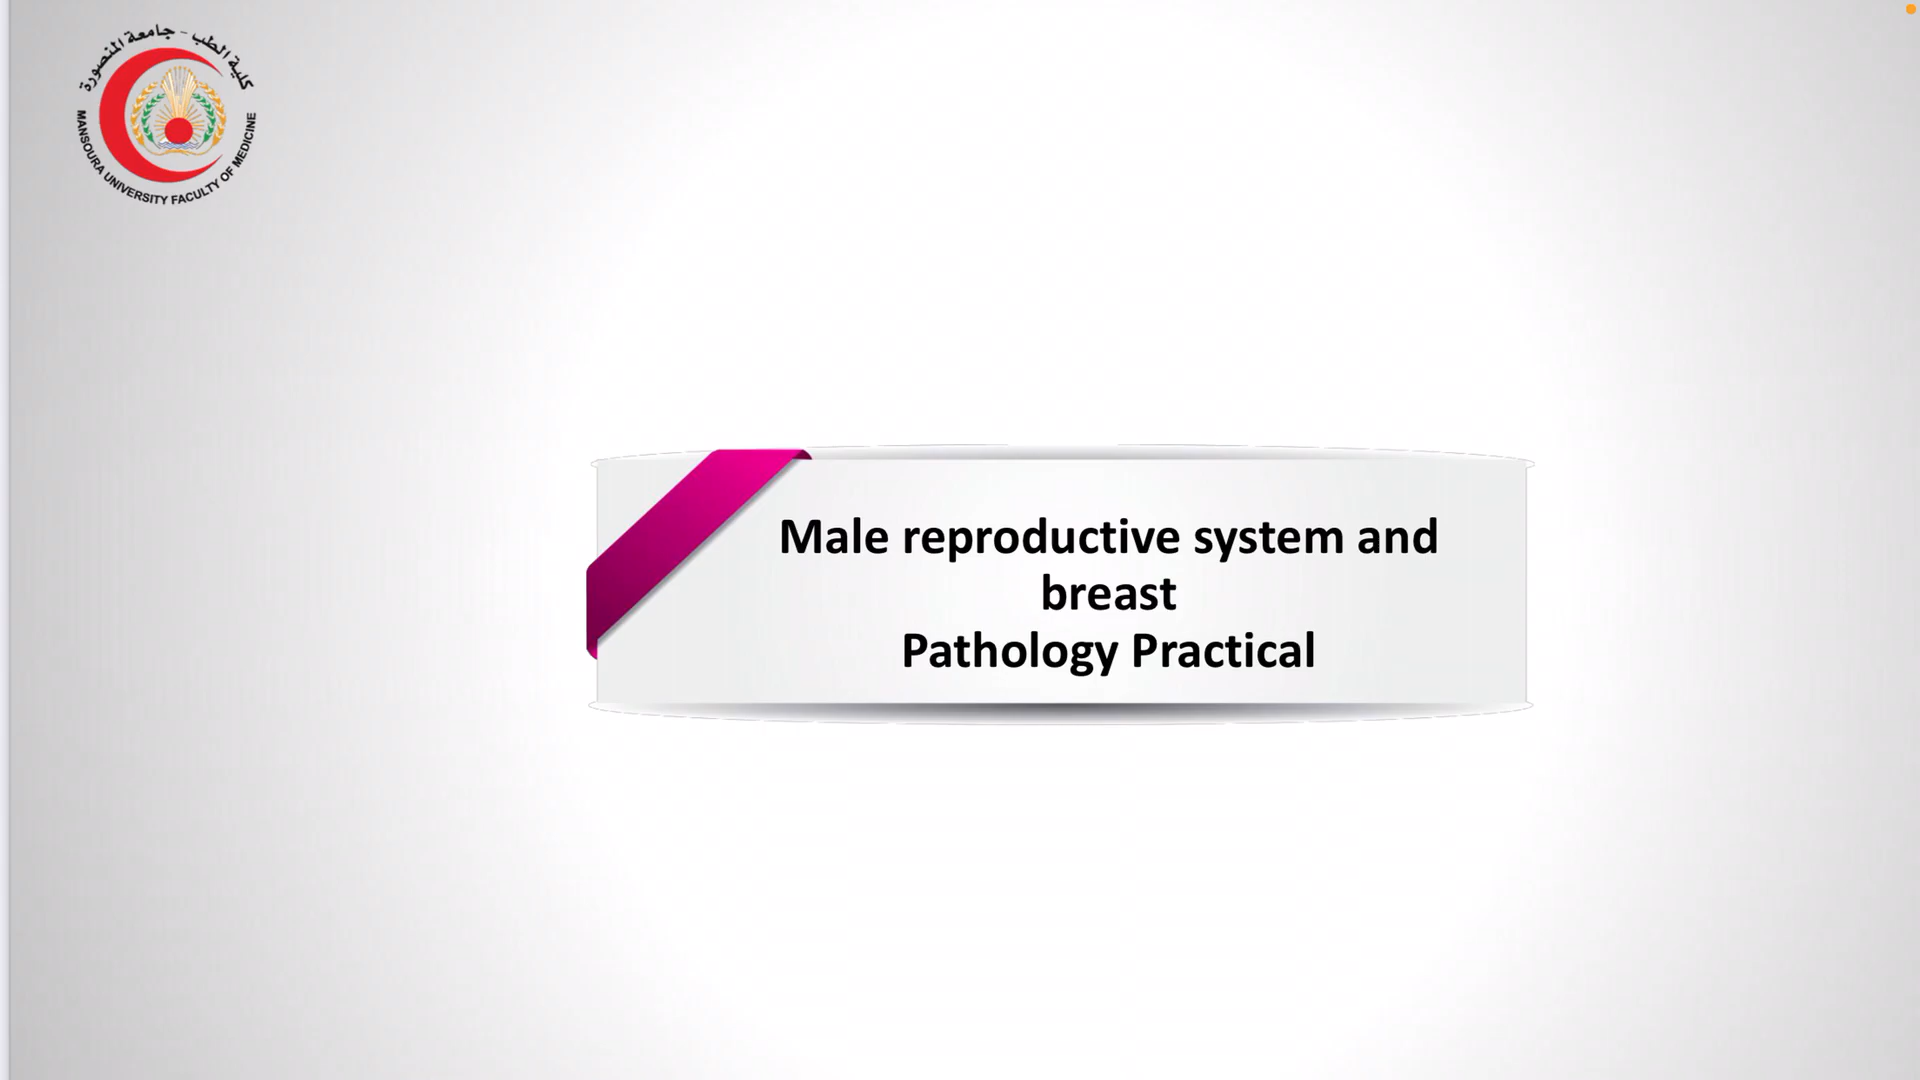 كلية الطب - جامعة المنصورة
MANSOURA UNIVERSITY FACULTY OF MEDICINE
Male reproductive system and
breast
Pathology Practical